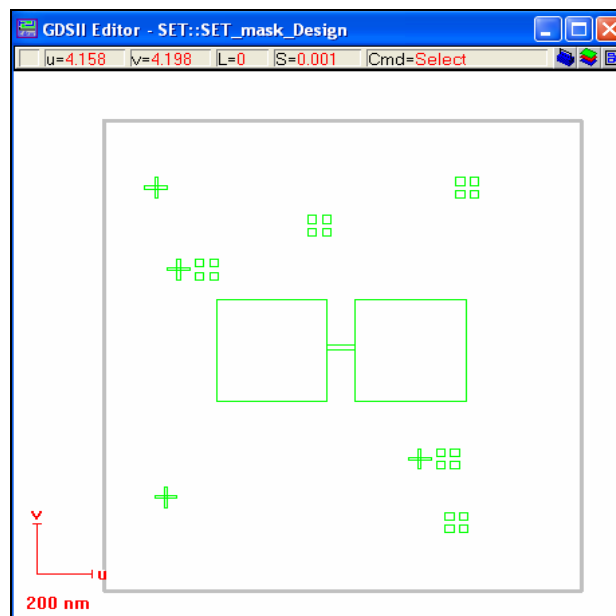 GDSII Editor - SET::SET_mask_Design
u=4.158 v=4.198 L=0 S=0.001 Cmd=Select
v
u
200 nm